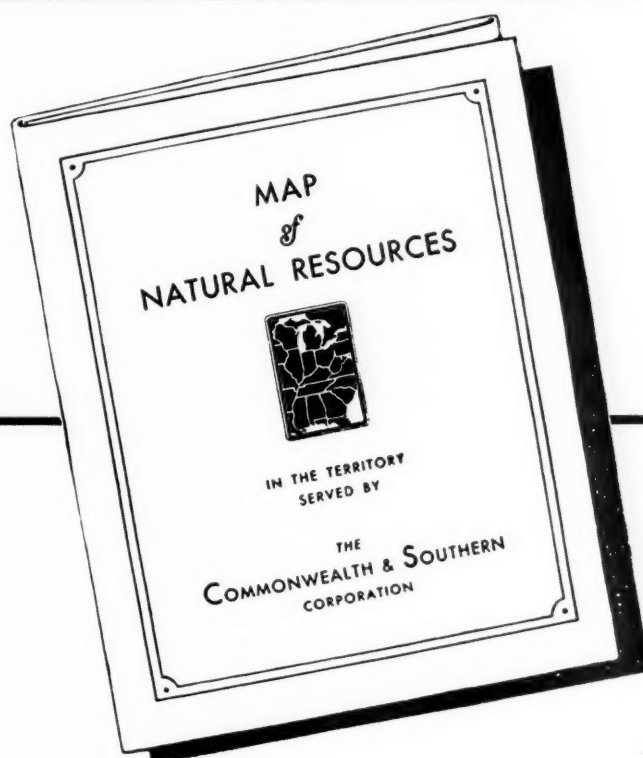 MAP
of
NATURAL RESOURCES
IN THE TERRITORY
SERVED BY
THE
COMMONWEALTH & SOUTHERN
CORPORATION